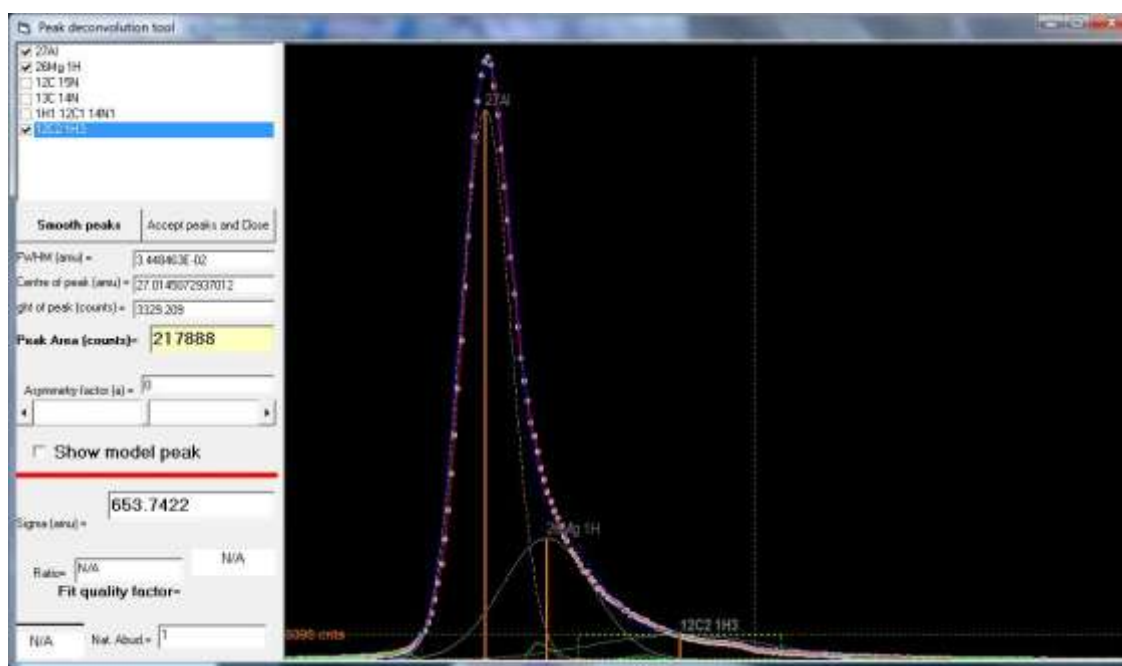 Peak deconvolution tool
27Al
26Mg 1H
12C 15N
13C 14N
1H1 12C1 14N1
12C2 1H3
Smooth peaks
Accept peaks and Close
FWHM (amu) =
3.448463E-02
Centre of peak (amu) =
27.0145072937012
ght of peak (counts) =
3329.209
Peak Area (counts)=
217888
Asymmetry factor (a) =
0
Show model peak
653.7422
Sigma (amu) =
N/A
Ratio=
N/A
Fit quality factor=
N/A
Nat. Abud.=
1
27Al
26Mg 1H
12C2 1H3
cnts